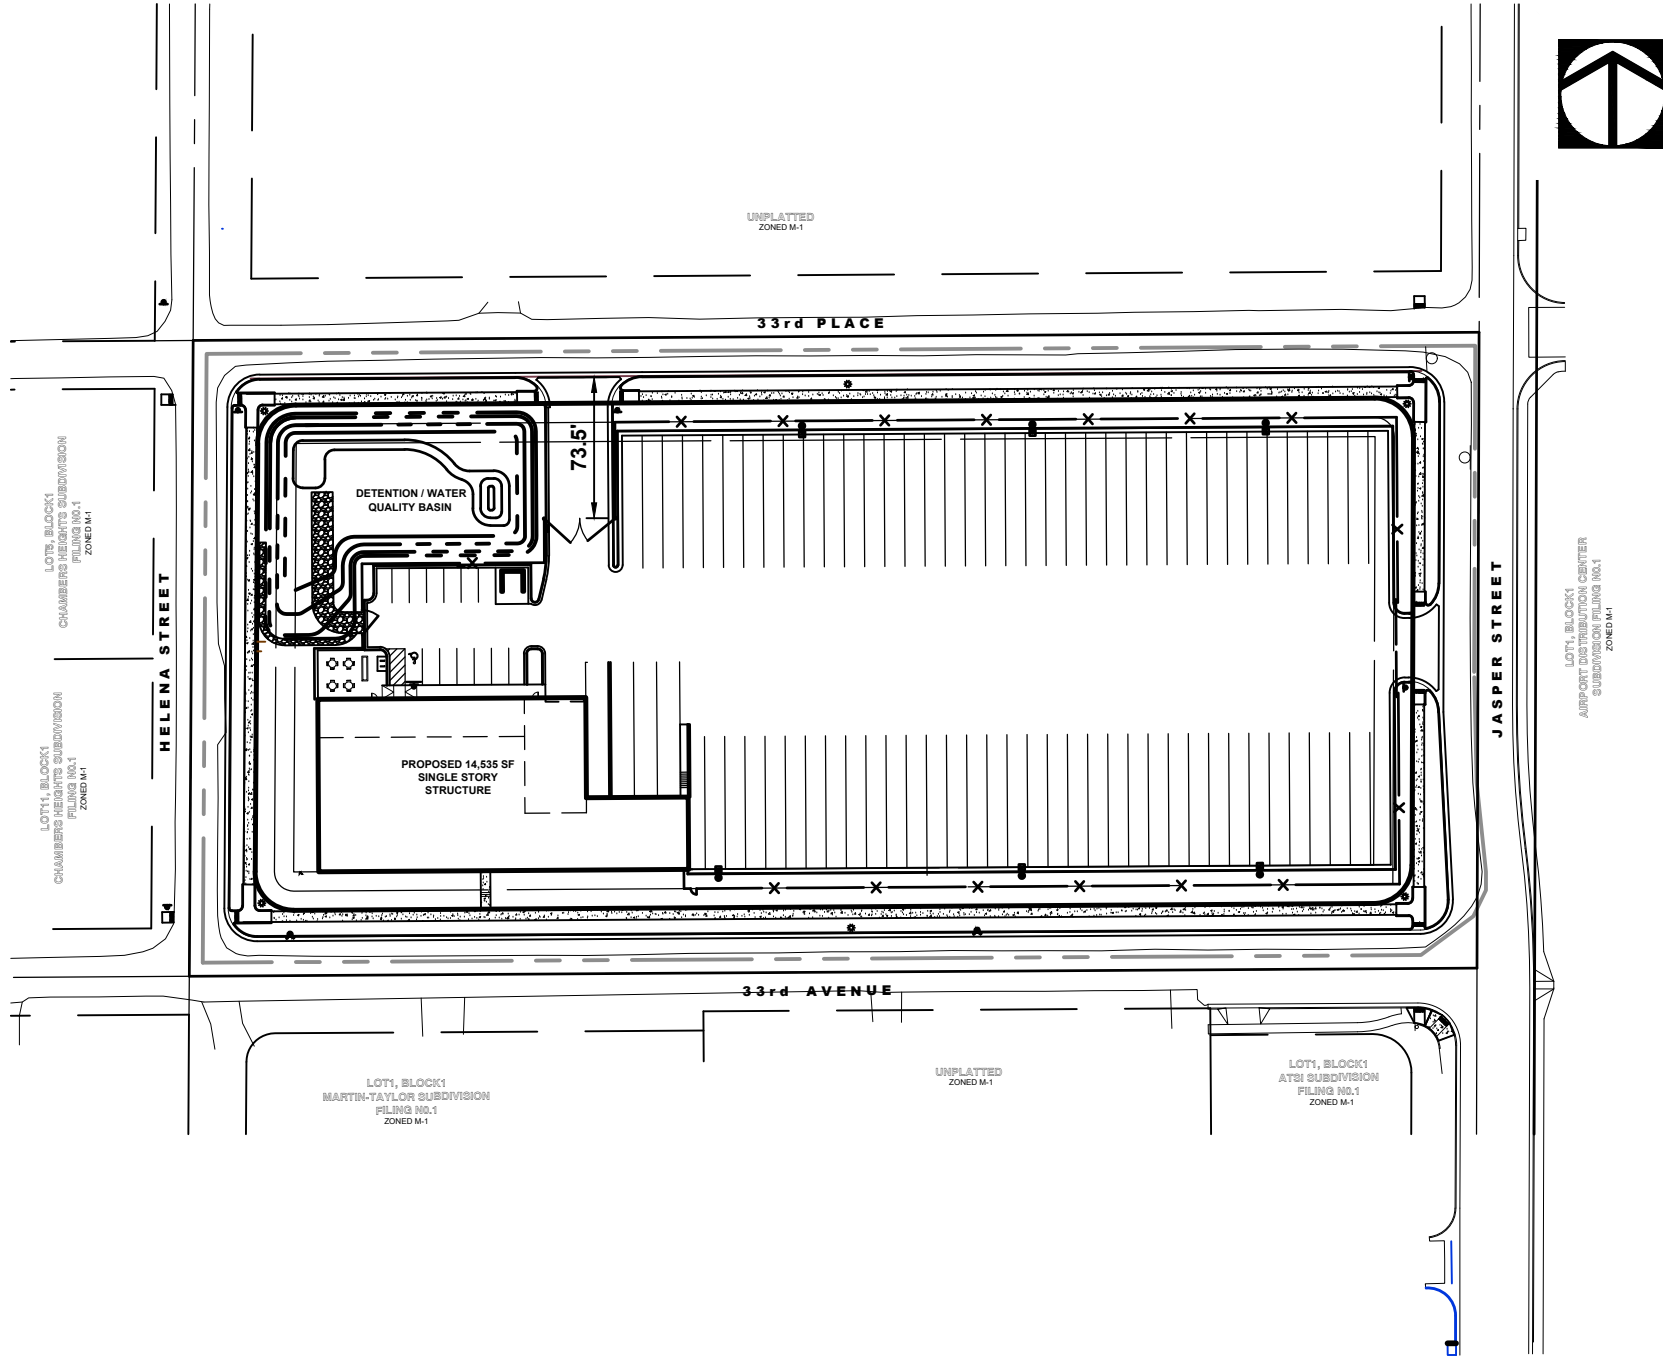 UNPLATTED
ZONED M-1
33rd PLACE
73.5'
DETENTION / WATER
QUALITY BASIN
LOT5, BLOCK1
CHAMBERS HEIGHTS SUBDIVISION
FILING NO.1
ZONED M-1
HELENA STREET
LOT11, BLOCK1
CHAMBERS HEIGHTS SUBDIVISION
FILING NO.1
ZONED M-1
PROPOSED 14,535 SF
SINGLE STORY
STRUCTURE
JASPER STREET
LOT1, BLOCK1
AIRPORT DISTRIBUTION CENTER
SUBDIVISION FILING NO.1
ZONED M-1
33rd AVENUE
LOT1, BLOCK1
MARTIN-TAYLOR SUBDIVISION
FILING NO.1
ZONED M-1
UNPLATTED
ZONED M-1
LOT1, BLOCK1
ATSI SUBDIVISION
FILING NO.1
ZONED M-1